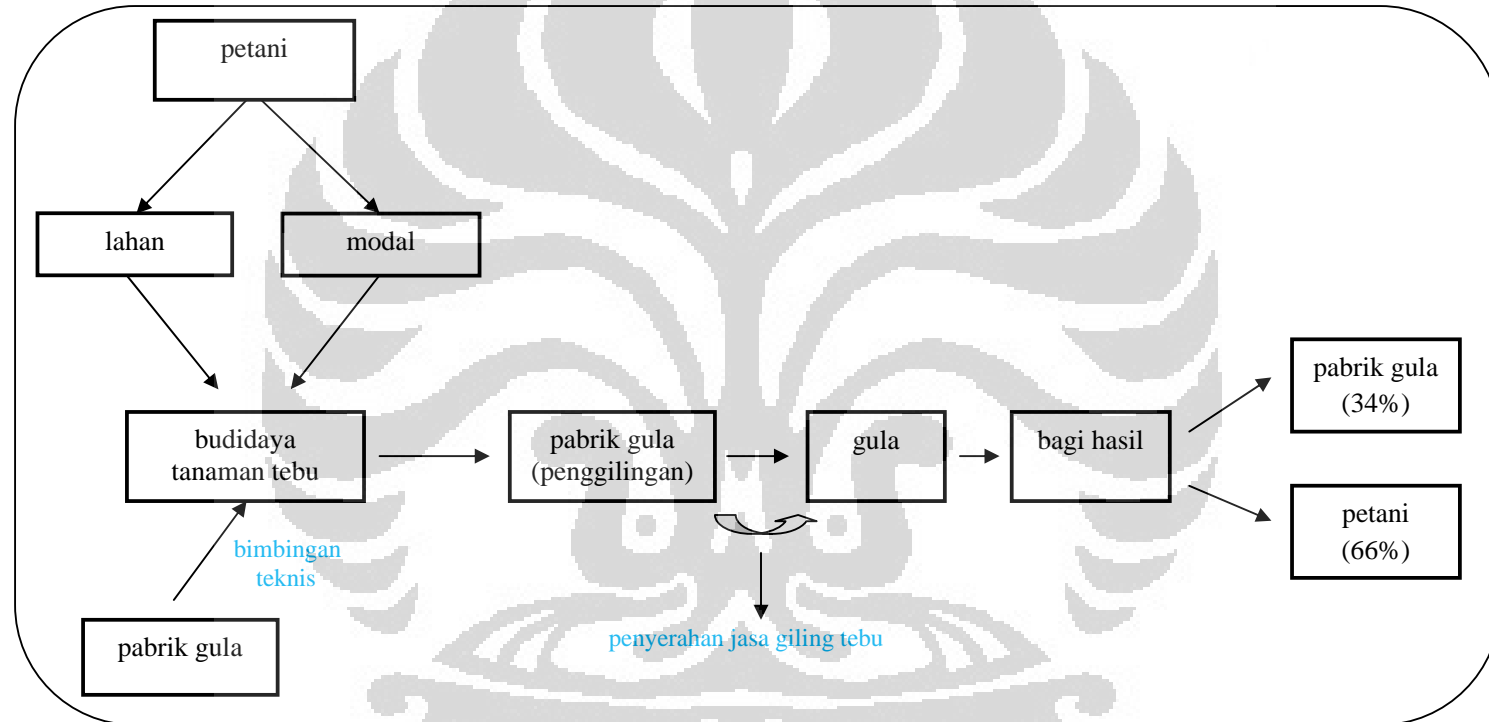 petani
lahan
modal
budidaya
tanaman tebu
pabrik gula
(penggilingan)
gula
bagi hasil
pabrik gula
(34%)
petani
(66%)
bimbingan
teknis
pabrik gula
penyerahan jasa giling tebu